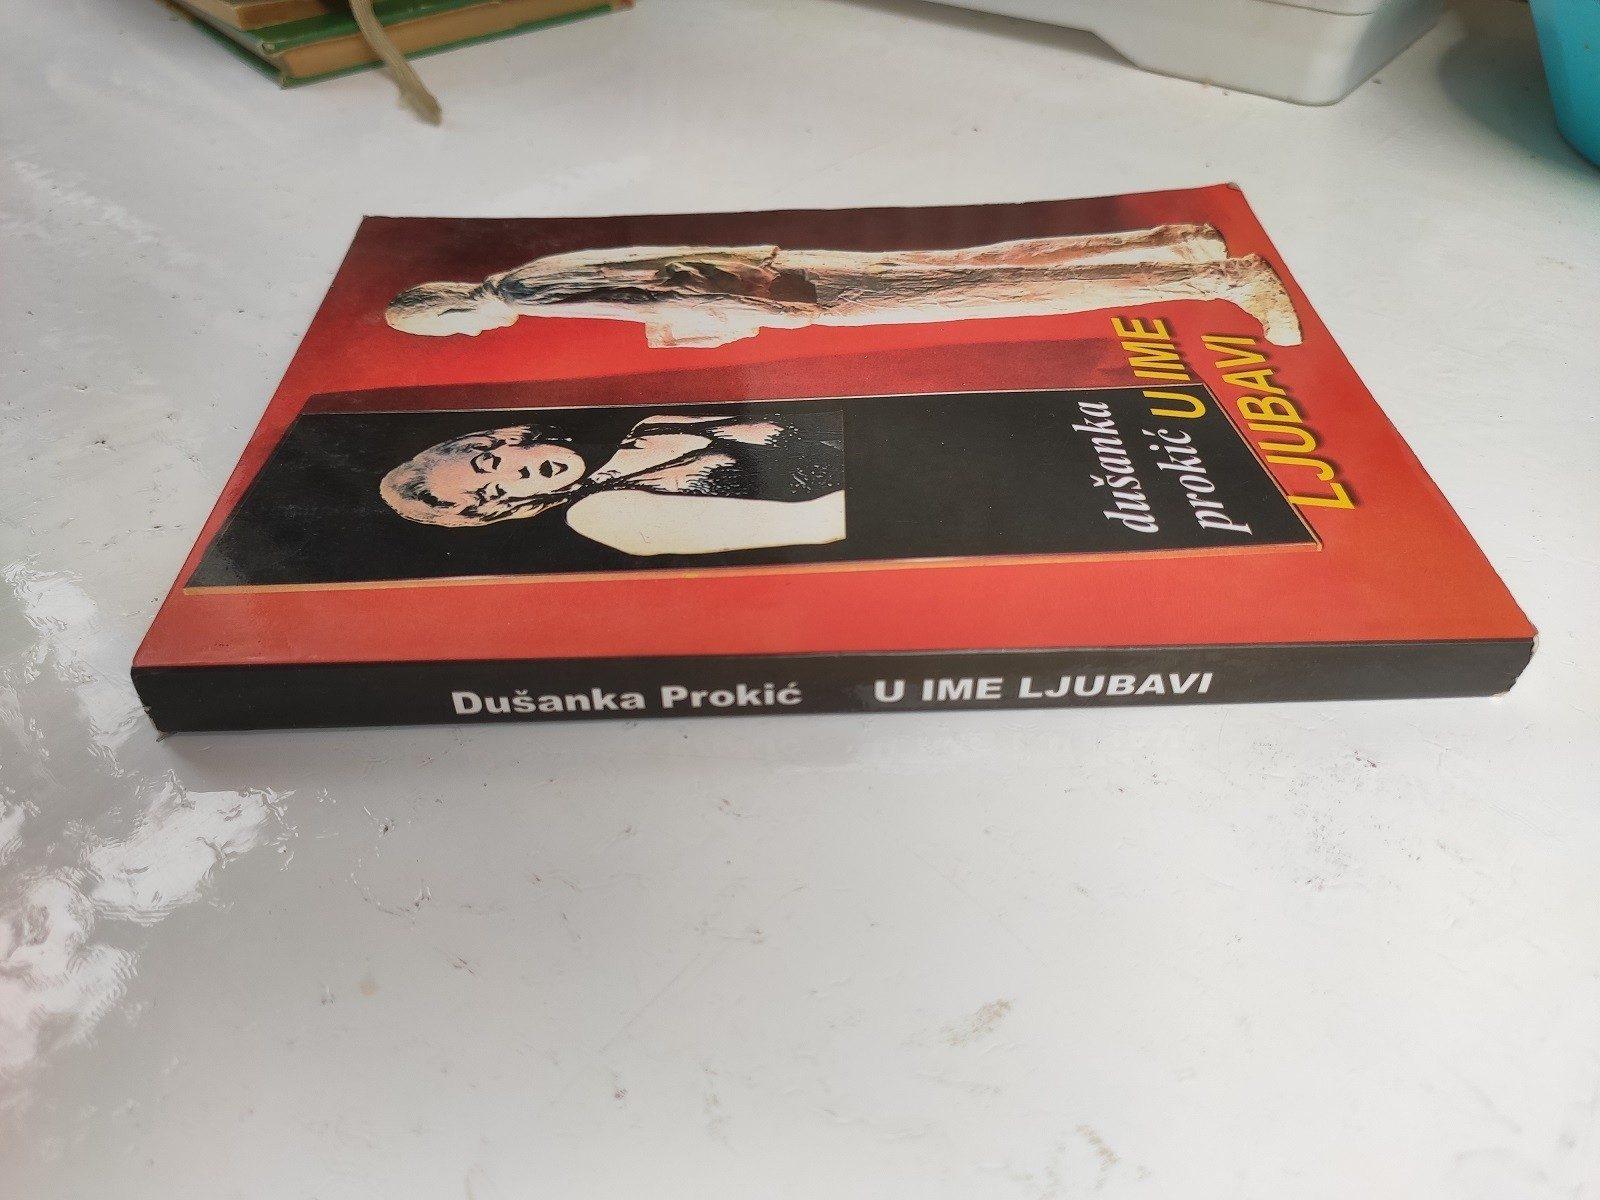 dušanka
prokić
U IME
LJUBAVI
Dušanka Prokić U IME LJUBAVI